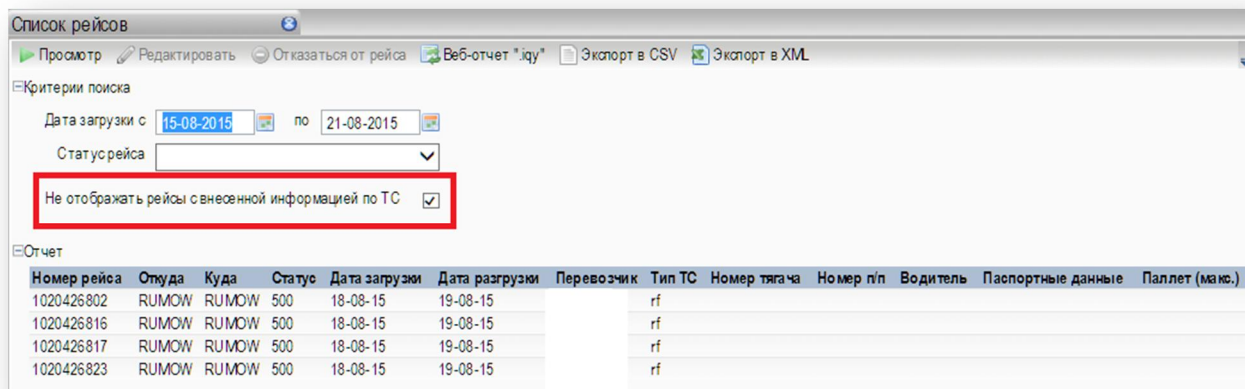 Список рейсов
Просмотр Редактировать Отказаться от рейса Веб-отчет ".iqy" Экспорт в CSV Экспорт в XML
Критерии поиска
Дата загрузки с 15-08-2015 по 21-08-2015
Статус рейса
Не отображать рейсы с внесенной информацией по ТС
Отчет
Номер рейса Откуда Куда Статус Дата загрузки Дата разгрузки Перевозчик Тип ТС Номер тягача Номер п/п Водитель Паспортные данные Паллет (макс.)
1020426802 RUMOW RUMOW 500 18-08-15 19-08-15 rf
1020426816 RUMOW RUMOW 500 18-08-15 19-08-15 rf
1020426817 RUMOW RUMOW 500 18-08-15 19-08-15 rf
1020426823 RUMOW RUMOW 500 18-08-15 19-08-15 rf